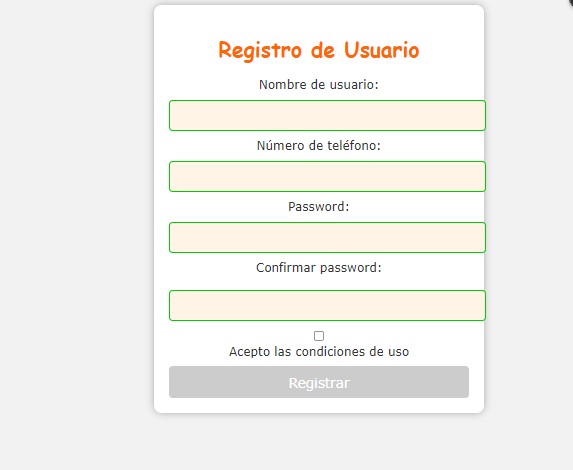 Registro de Usuario
Nombre de usuario:
Número de teléfono:
Password:
Confirmar password:
Acepto las condiciones de uso
Registrar